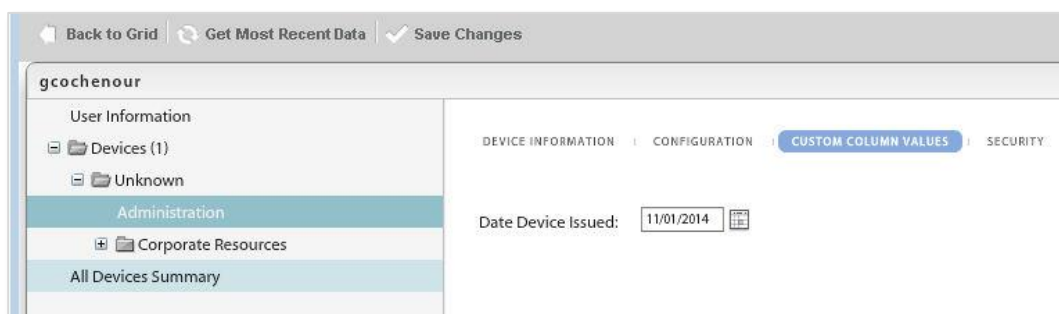 Back to Grid Get Most Recent Data Save Changes
gcochenour
User Information
Devices (1)
Unknown
Administration
Corporate Resources
All Devices Summary
DEVICE INFORMATION CONFIGURATION CUSTOM COLUMN VALUES SECURITY
Date Device Issued: 11/01/2014